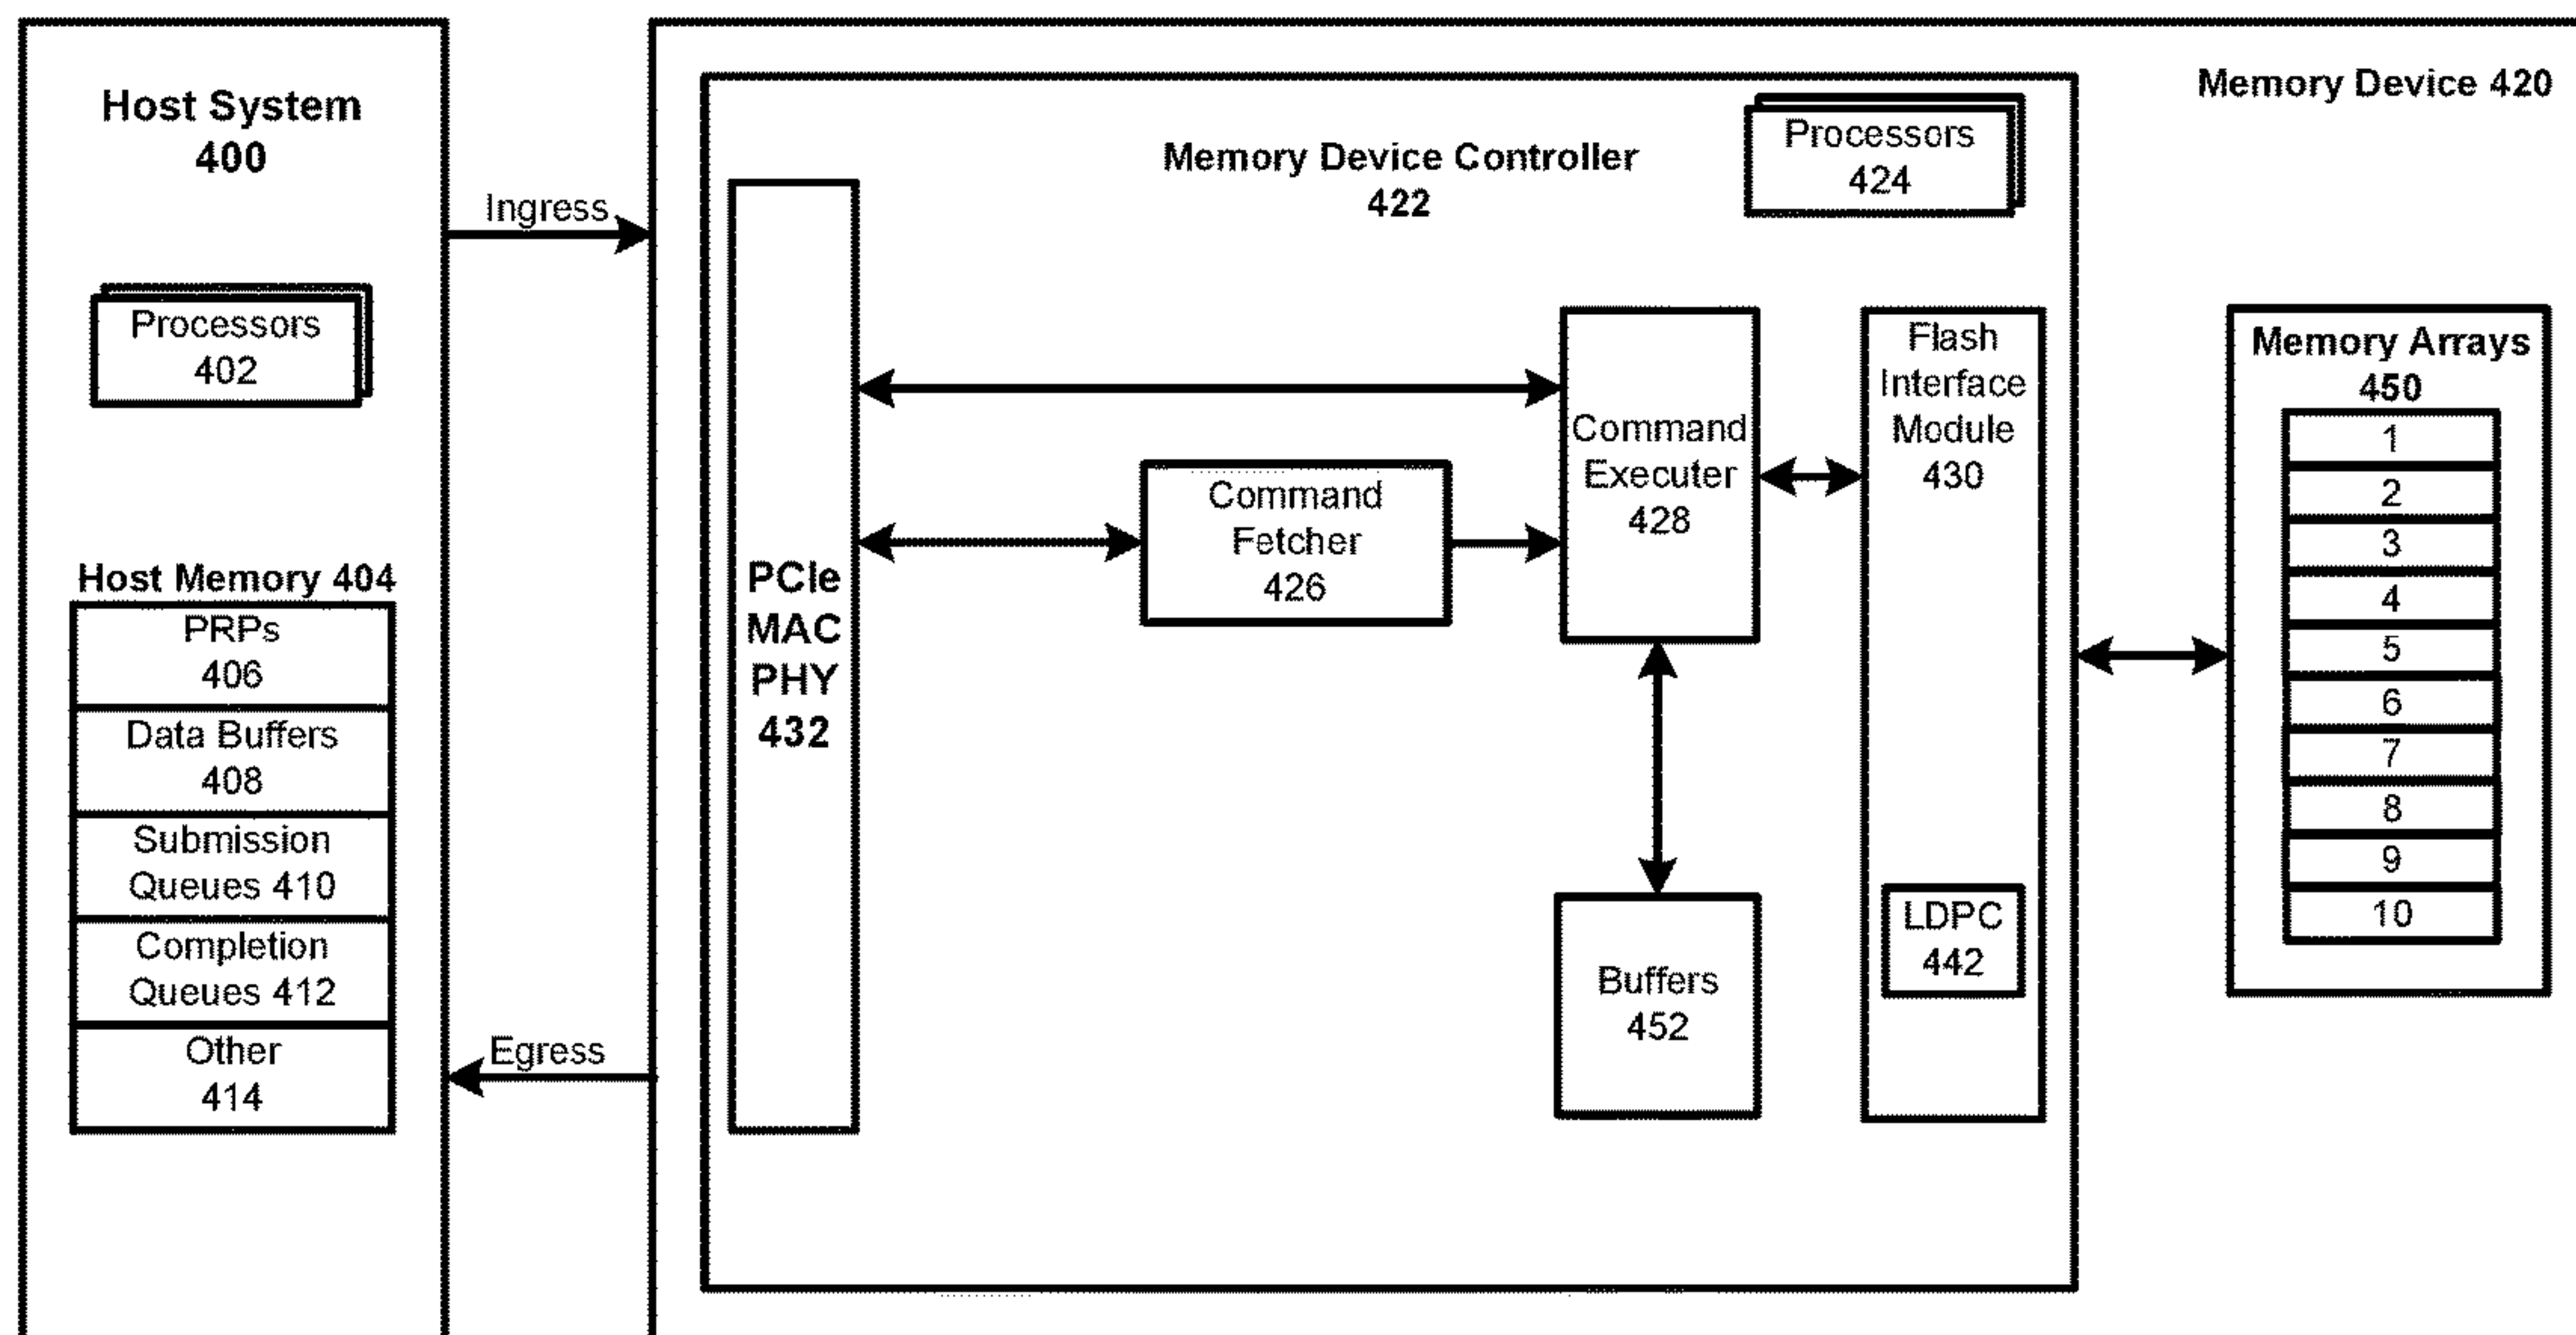 Host System
400
Processors
402
Host Memory 404
PRPs
406
Data Buffers
408
Submission
Queues 410
Completion
Queues 412
Other
414
Ingress
Egress
Memory Device 420
Memory Device Controller
422
Processors
424
PCIe
MAC
PHY
432
Command
Fetcher
426
Command
Executer
428
Buffers
452
Flash
Interface
Module
430
LDPC
442
Memory Arrays
450
1
2
3
4
5
6
7
8
9
10